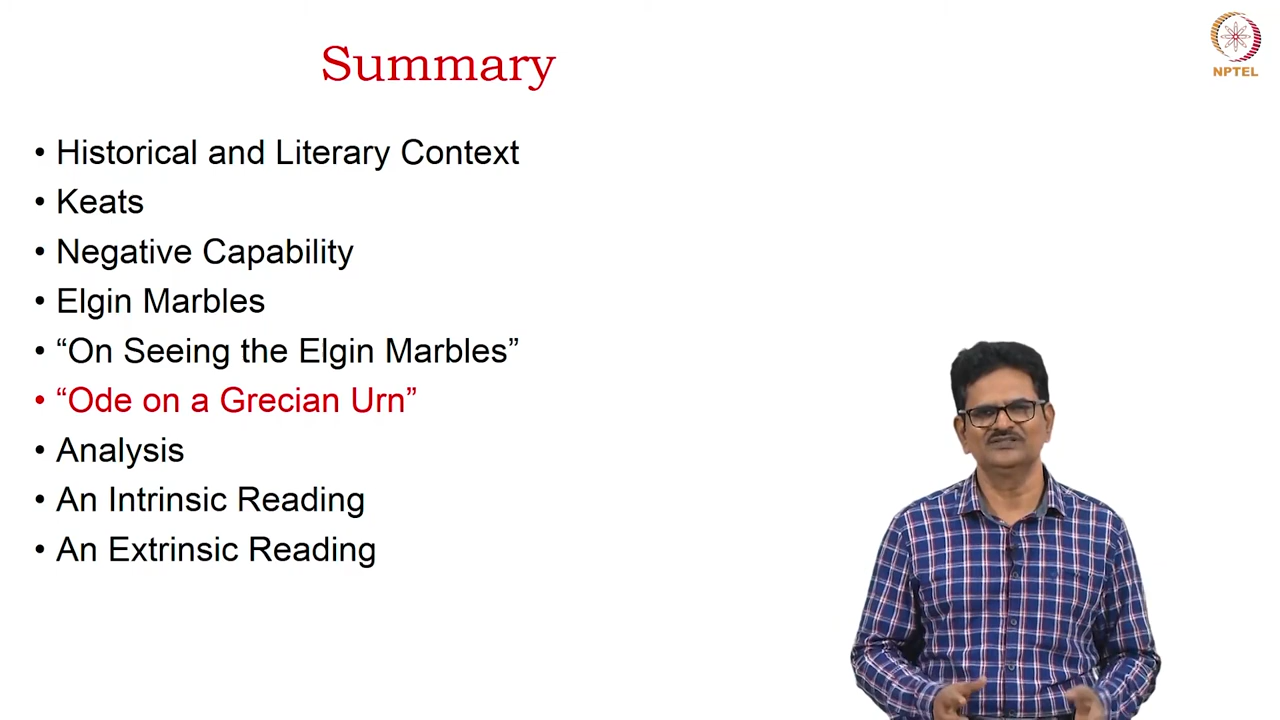 Summary
NPTEL
• Historical and Literary Context
• Keats
• Negative Capability
• Elgin Marbles
• “On Seeing the Elgin Marbles”
• “Ode on a Grecian Urn”
• Analysis
• An Intrinsic Reading
• An Extrinsic Reading